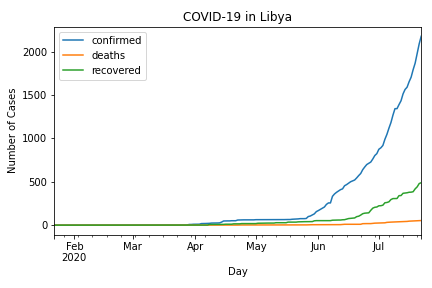 COVID-19 in Libya
confirmed
deaths
recovered
Number of Cases
2000
1500
1000
500
0
Feb Mar Apr May Jun Jul
2020
Day